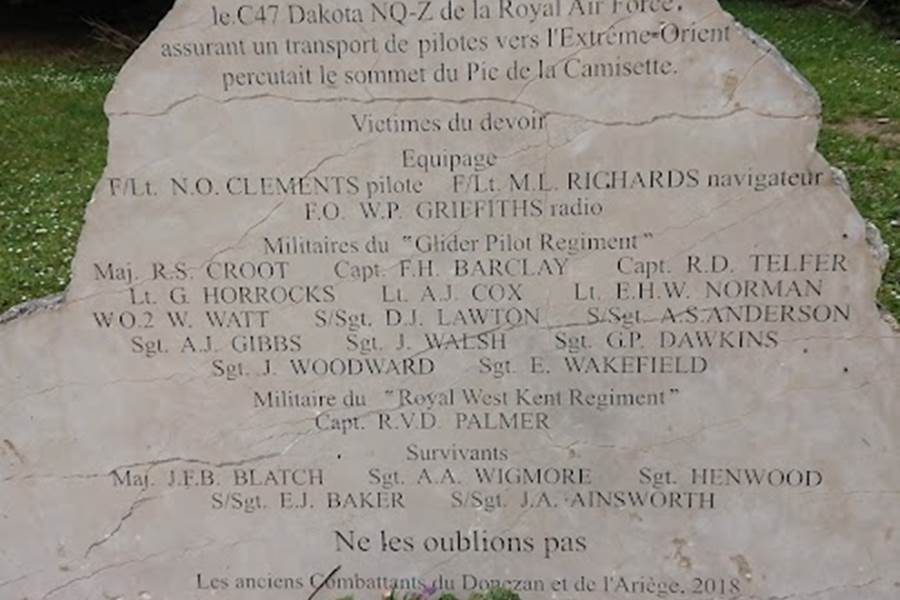 le C47 Dakota NQ-Z de la Royal Air Force,
assurant un transport de pilotes vers l'Extrême-Orient
percutait le sommet du Pic de la Camisette.
Victimes du devoir
Equipage
F/Lt. N.O. CLEMENTS pilote F/Lt. M.L. RICHARDS navigateur
F.O. W.P. GRIFFITHS radio
Militaires du "Glider Pilot Regiment"
Maj. R.S. CROOT Capt. F.H. BARCLAY Capt. R.D. TELFER
Lt. G. HORROCKS Lt. A.J. COX Lt. E.H.W. NORMAN
W.O.2 W. WATT S/Sgt. D.J. LAWTON S/Sgt. A.S.ANDERSON
Sgt. A.J. GIBBS Sgt. J. WALSH Sgt. G.P. DAWKINS
Sgt. J. WOODWARD Sgt. E. WAKEFIELD
Militaire du "Royal West Kent Regiment"
Capt. R.V.D. PALMER
Survivants
Maj. J.F.B. BLATCH Sgt. A.A. WIGMORE Sgt. HENWOOD
S/Sgt. E.J. BAKER S/Sgt. J.A. AINSWORTH
Ne les oublions pas
Les anciens Combattants du Donezan et de l'Ariège, 2018